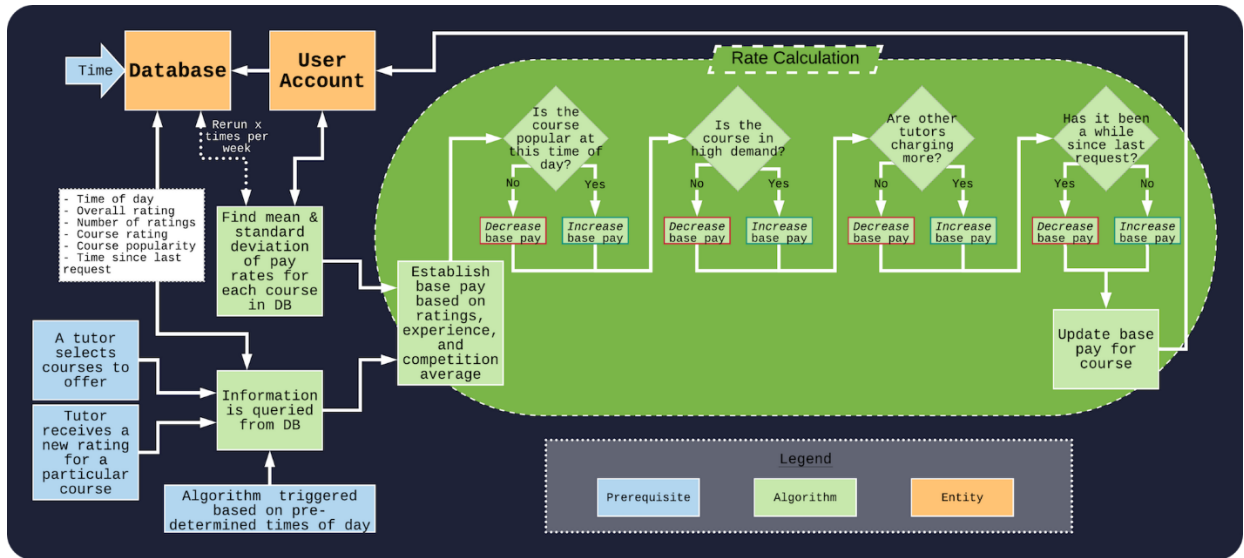 Time
Database
User
Account
Rerun x
times per
week
- Time of day
- Overall rating
- Number of ratings
- Course rating
- Course popularity
- Time since last
request
Find mean &
standard
deviation
of pay
rates for
each course
in DB
A tutor
selects
courses to
offer
Tutor
receives a
new rating
for a
particular
course
Information
is queried
from DB
Algorithm triggered
based on pre-
determined times of day
Rate Calculation
Establish
base pay
based on
ratings,
experience,
and
competition
average
Is the
course
popular at
this time of
day?
No
Yes
Decrease
base pay
Increase
base pay
Is the
course in
high demand?
No
Yes
Decrease
base pay
Increase
base pay
Are other
tutors
charging
more?
No
Yes
Decrease
base pay
Increase
base pay
Has it been
a while
since last
request?
Yes
No
Decrease
base pay
Increase
base pay
Update base
pay for
course
Legend
Prerequisite
Algorithm
Entity